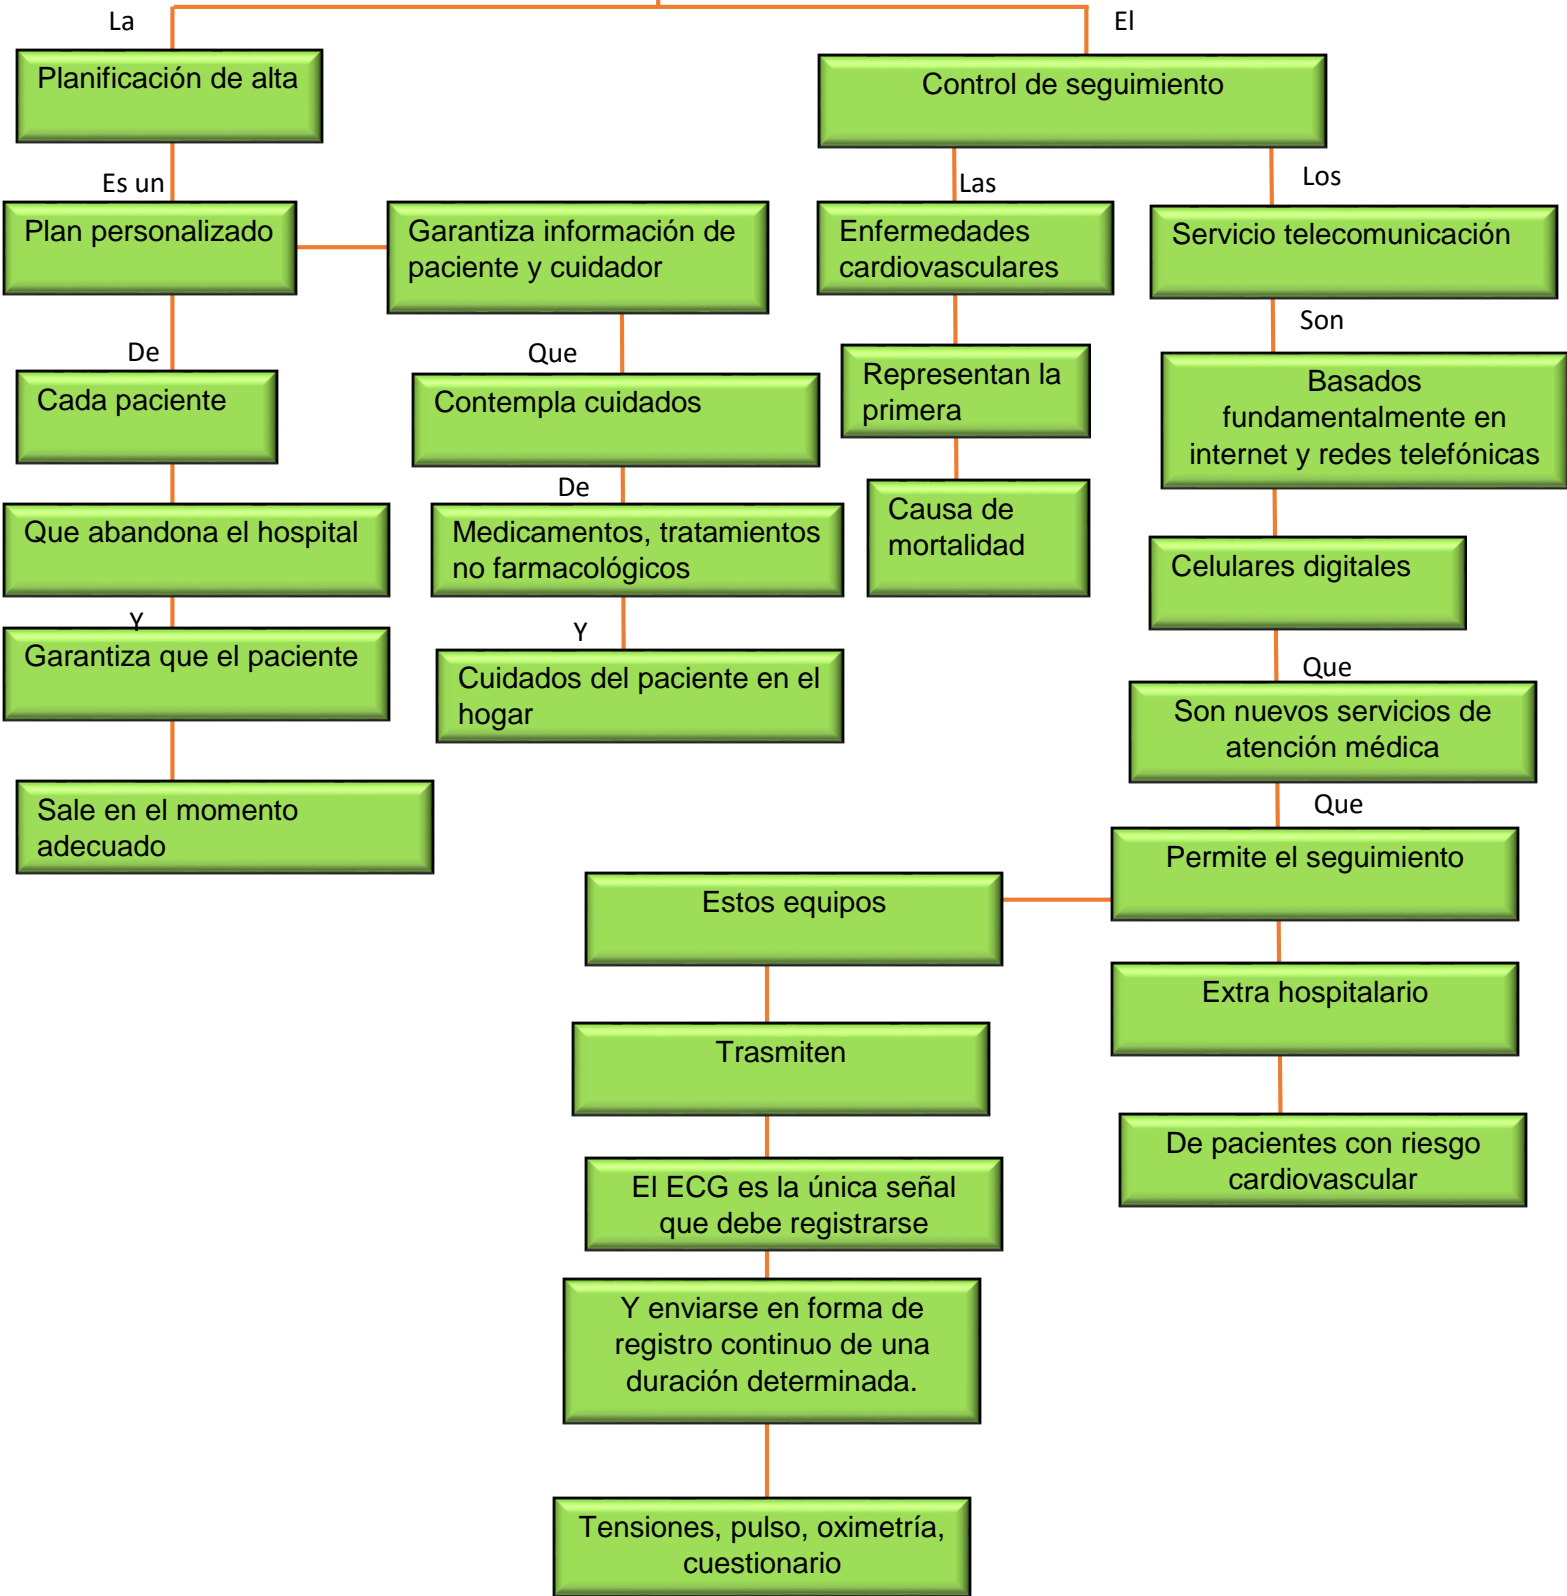 La
El
Planificación de alta
Control de seguimiento
Es un
Las
Los
Plan personalizado
Garantiza información de
paciente y cuidador
Enfermedades
cardiovasculares
Servicio telecomunicación
De
Que
Son
Cada paciente
Contempla cuidados
Representan la
primera
Basados
fundamentalmente en
internet y redes telefónicas
De
Que abandona el hospital
Medicamentos, tratamientos
no farmacológicos
Causa de
mortalidad
Celulares digitales
Y
Y
Que
Garantiza que el paciente
Cuidados del paciente en el
hogar
Son nuevos servicios de
atención médica
Sale en el momento
adecuado
Que
Permite el seguimiento
Estos equipos
Extra hospitalario
Trasmiten
De pacientes con riesgo
cardiovascular
El ECG es la única señal
que debe registrarse
Y enviarse en forma de
registro continuo de una
duración determinada.
Tensiones, pulso, oximetría,
cuestionario